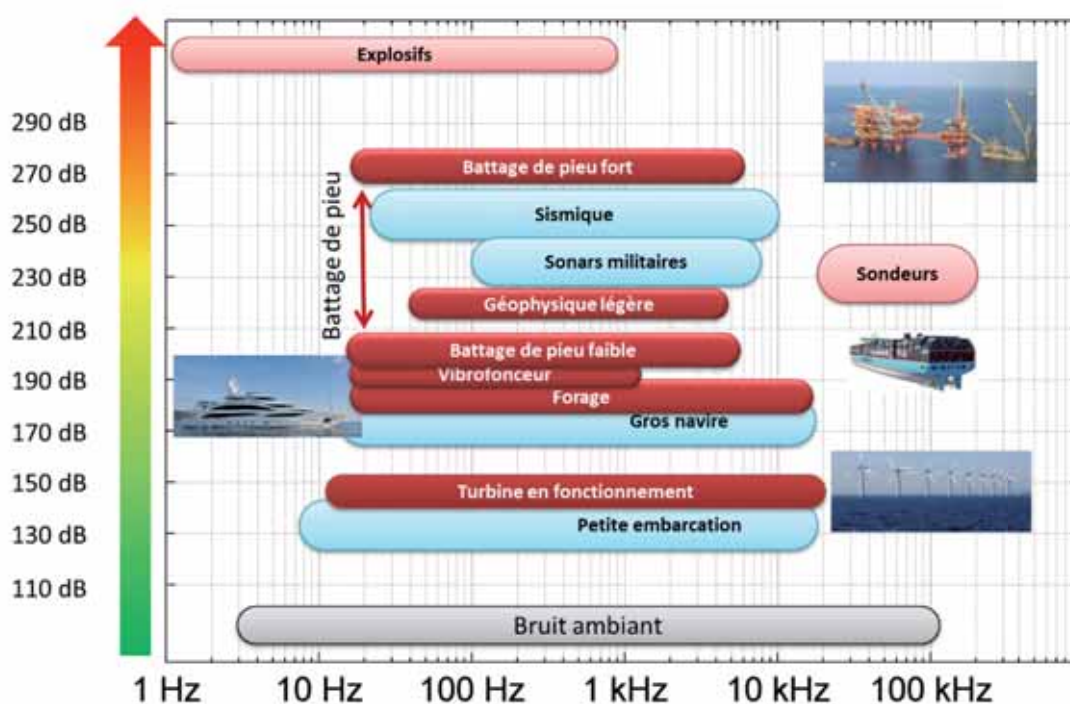 Explosifs
290 dB
270 dB
250 dB
230 dB
210 dB
190 dB
170 dB
150 dB
130 dB
110 dB
Battage de pieu
Battage de pieu fort
Sismique
Sonars militaires
Sondeurs
Géophysique légère
Battage de pieu faible
Vibrofonceur
Forage
Gros navire
Turbine en fonctionnement
Petite embarcation
Bruit ambiant
1 Hz 10 Hz 100 Hz 1 kHz 10 kHz 100 kHz